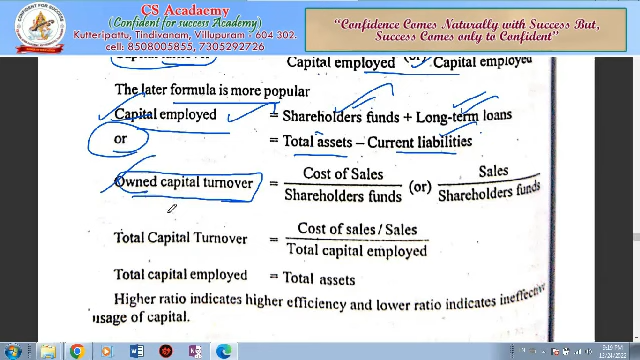 CS Acadaemy
(Confident for success Academy)
Kutteripattu, Tindivanam, Villupuram - 604 302.
cell: 8508005855, 7305292726
"Confidence Comes Naturally with Success But,
Success Comes only to Confident"
Capital employed (or) Capital employed
The later formula is more popular
Capital employed = Shareholders funds + Long-term loans
or = Total assets − Current liabilities
Owned capital turnover = Cost of Sales / Shareholders funds (or) Sales / Shareholders funds
Total Capital Turnover = Cost of sales / Sales / Total capital employed
Total capital employed = Total assets
Higher ratio indicates higher efficiency and lower ratio indicates ineffective
usage of capital.